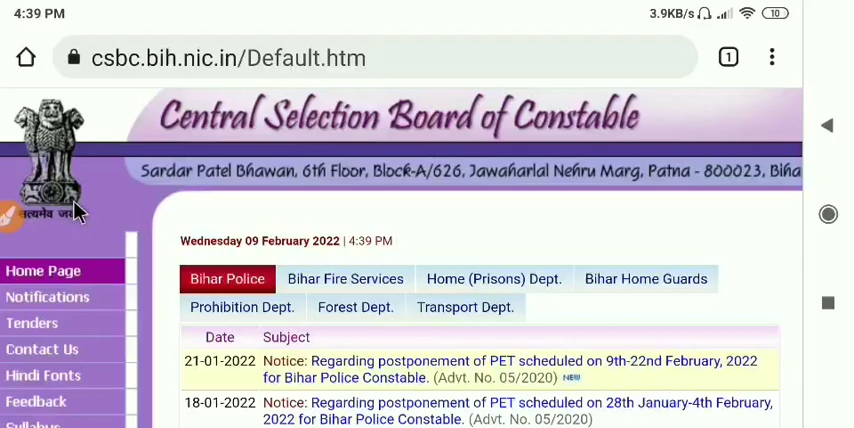 4:39 PM 3.9KB/s 10
csbc.bih.nic.in/Default.htm 1
Central Selection Board of Constable
Sardar Patel Bhawan, 6th Floor, Block-A/626, Jawaharlal Nehru Marg, Patna - 800023, Biha
सत्यमेव जय
Wednesday 09 February 2022 | 4:39 PM
Home Page
Notifications
Tenders
Contact Us
Hindi Fonts
Feedback
Syllabus
Bihar Police Bihar Fire Services Home (Prisons) Dept. Bihar Home Guards
Prohibition Dept. Forest Dept. Transport Dept.
Date Subject
21-01-2022 Notice: Regarding postponement of PET scheduled on 9th-22nd February, 2022
for Bihar Police Constable. (Advt. No. 05/2020) NEW
18-01-2022 Notice: Regarding postponement of PET scheduled on 28th January-4th February,
2022 for Bihar Police Constable. (Advt. No. 05/2020)